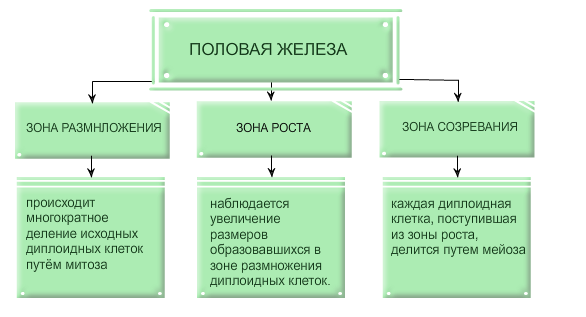 ПОЛОВАЯ ЖЕЛЕЗА
ЗОНА РАЗМНЛОЖЕНИЯ
ЗОНА РОСТА
ЗОНА СОЗРЕВАНИЯ
происходит
многократное
деление исходных
диплоидных клеток
путём митоза
наблюдается
увеличение
размеров
образовавшихся в
зоне размножения
диплоидных клеток.
каждая диплоидная
клетка, поступившая
из зоны роста,
делится путем мейоза